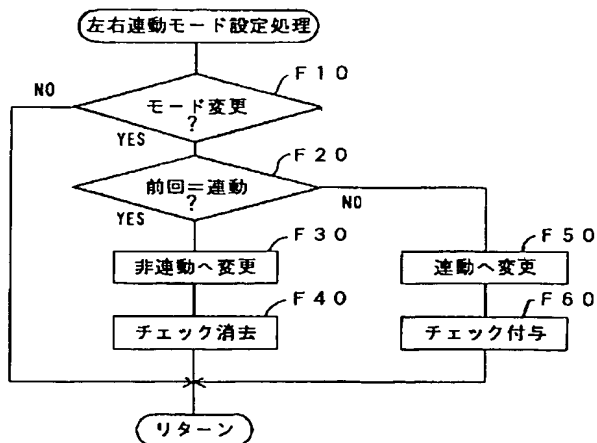 左右連動モード設定処理
F10
NO
モード変更
?
YES
F20
前回=連動
?
YES
NO
F30
非連動へ変更
F50
連動へ変更
F40
チェック消去
F60
チェック付与
リターン